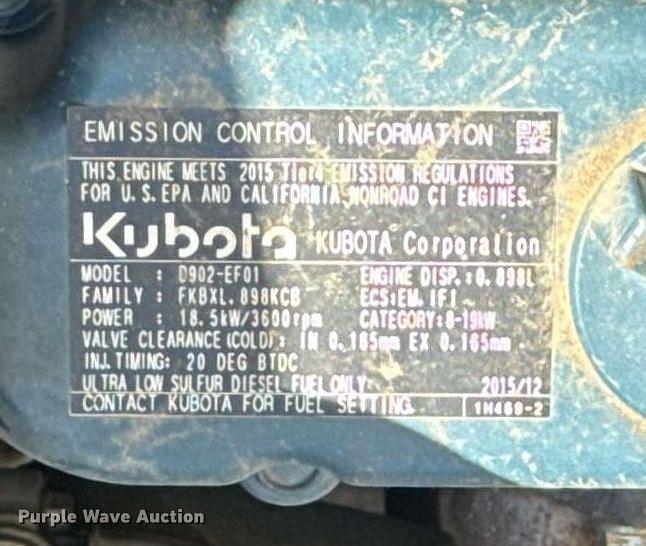 EMISSION CONTROL INFORMATION
THIS ENGINE MEETS 2015 Tier4 EMISSION REGULATIONS
FOR U.S. EPA AND CALIFORNIA NONROAD CI ENGINES.
Kubota KUBOTA Corporation
MODEL : D902-EF01 ENGINE DISP.:0.898L
FAMILY : FKBXL.898KCB ECS:EM, IFI
POWER : 18.5kW/3600rpm CATEGORY:8-19kW
VALVE CLEARANCE(COLD): IN 0.165mm EX 0.165mm
INJ.TIMING: 20 DEG BTDC
ULTRA LOW SULFUR DIESEL FUEL ONLY 2015/12
CONTACT KUBOTA FOR FUEL SETTING. 1H469-2
Purple Wave Auction